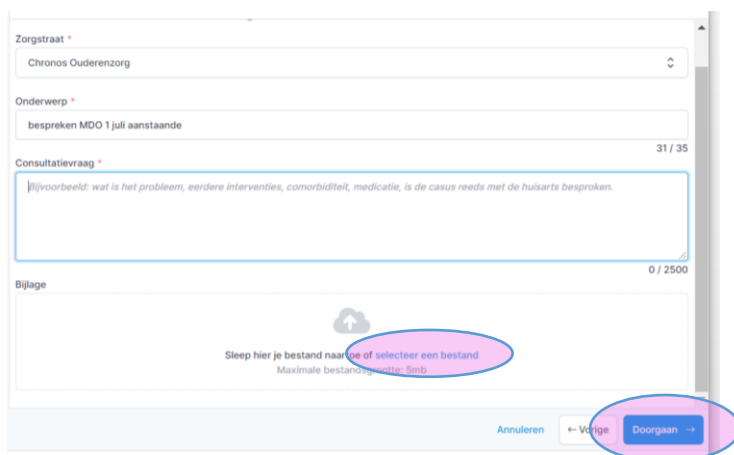 Zorgstraat *
Chronos Ouderenzorg
Onderwerp *
bespreken MDO 1 juli aanstaande
31 / 35
Consultatievraag *
Bijvoorbeeld: wat is het probleem, eerdere interventies, comorbiditeit, medicatie, is de casus reeds met de huisarts besproken.
0 / 2500
Bijlage
Sleep hier je bestand naartoe of selecteer een bestand
Maximale bestandsgrootte: 5mb
Annuleren ← Vorige Doorgaan →